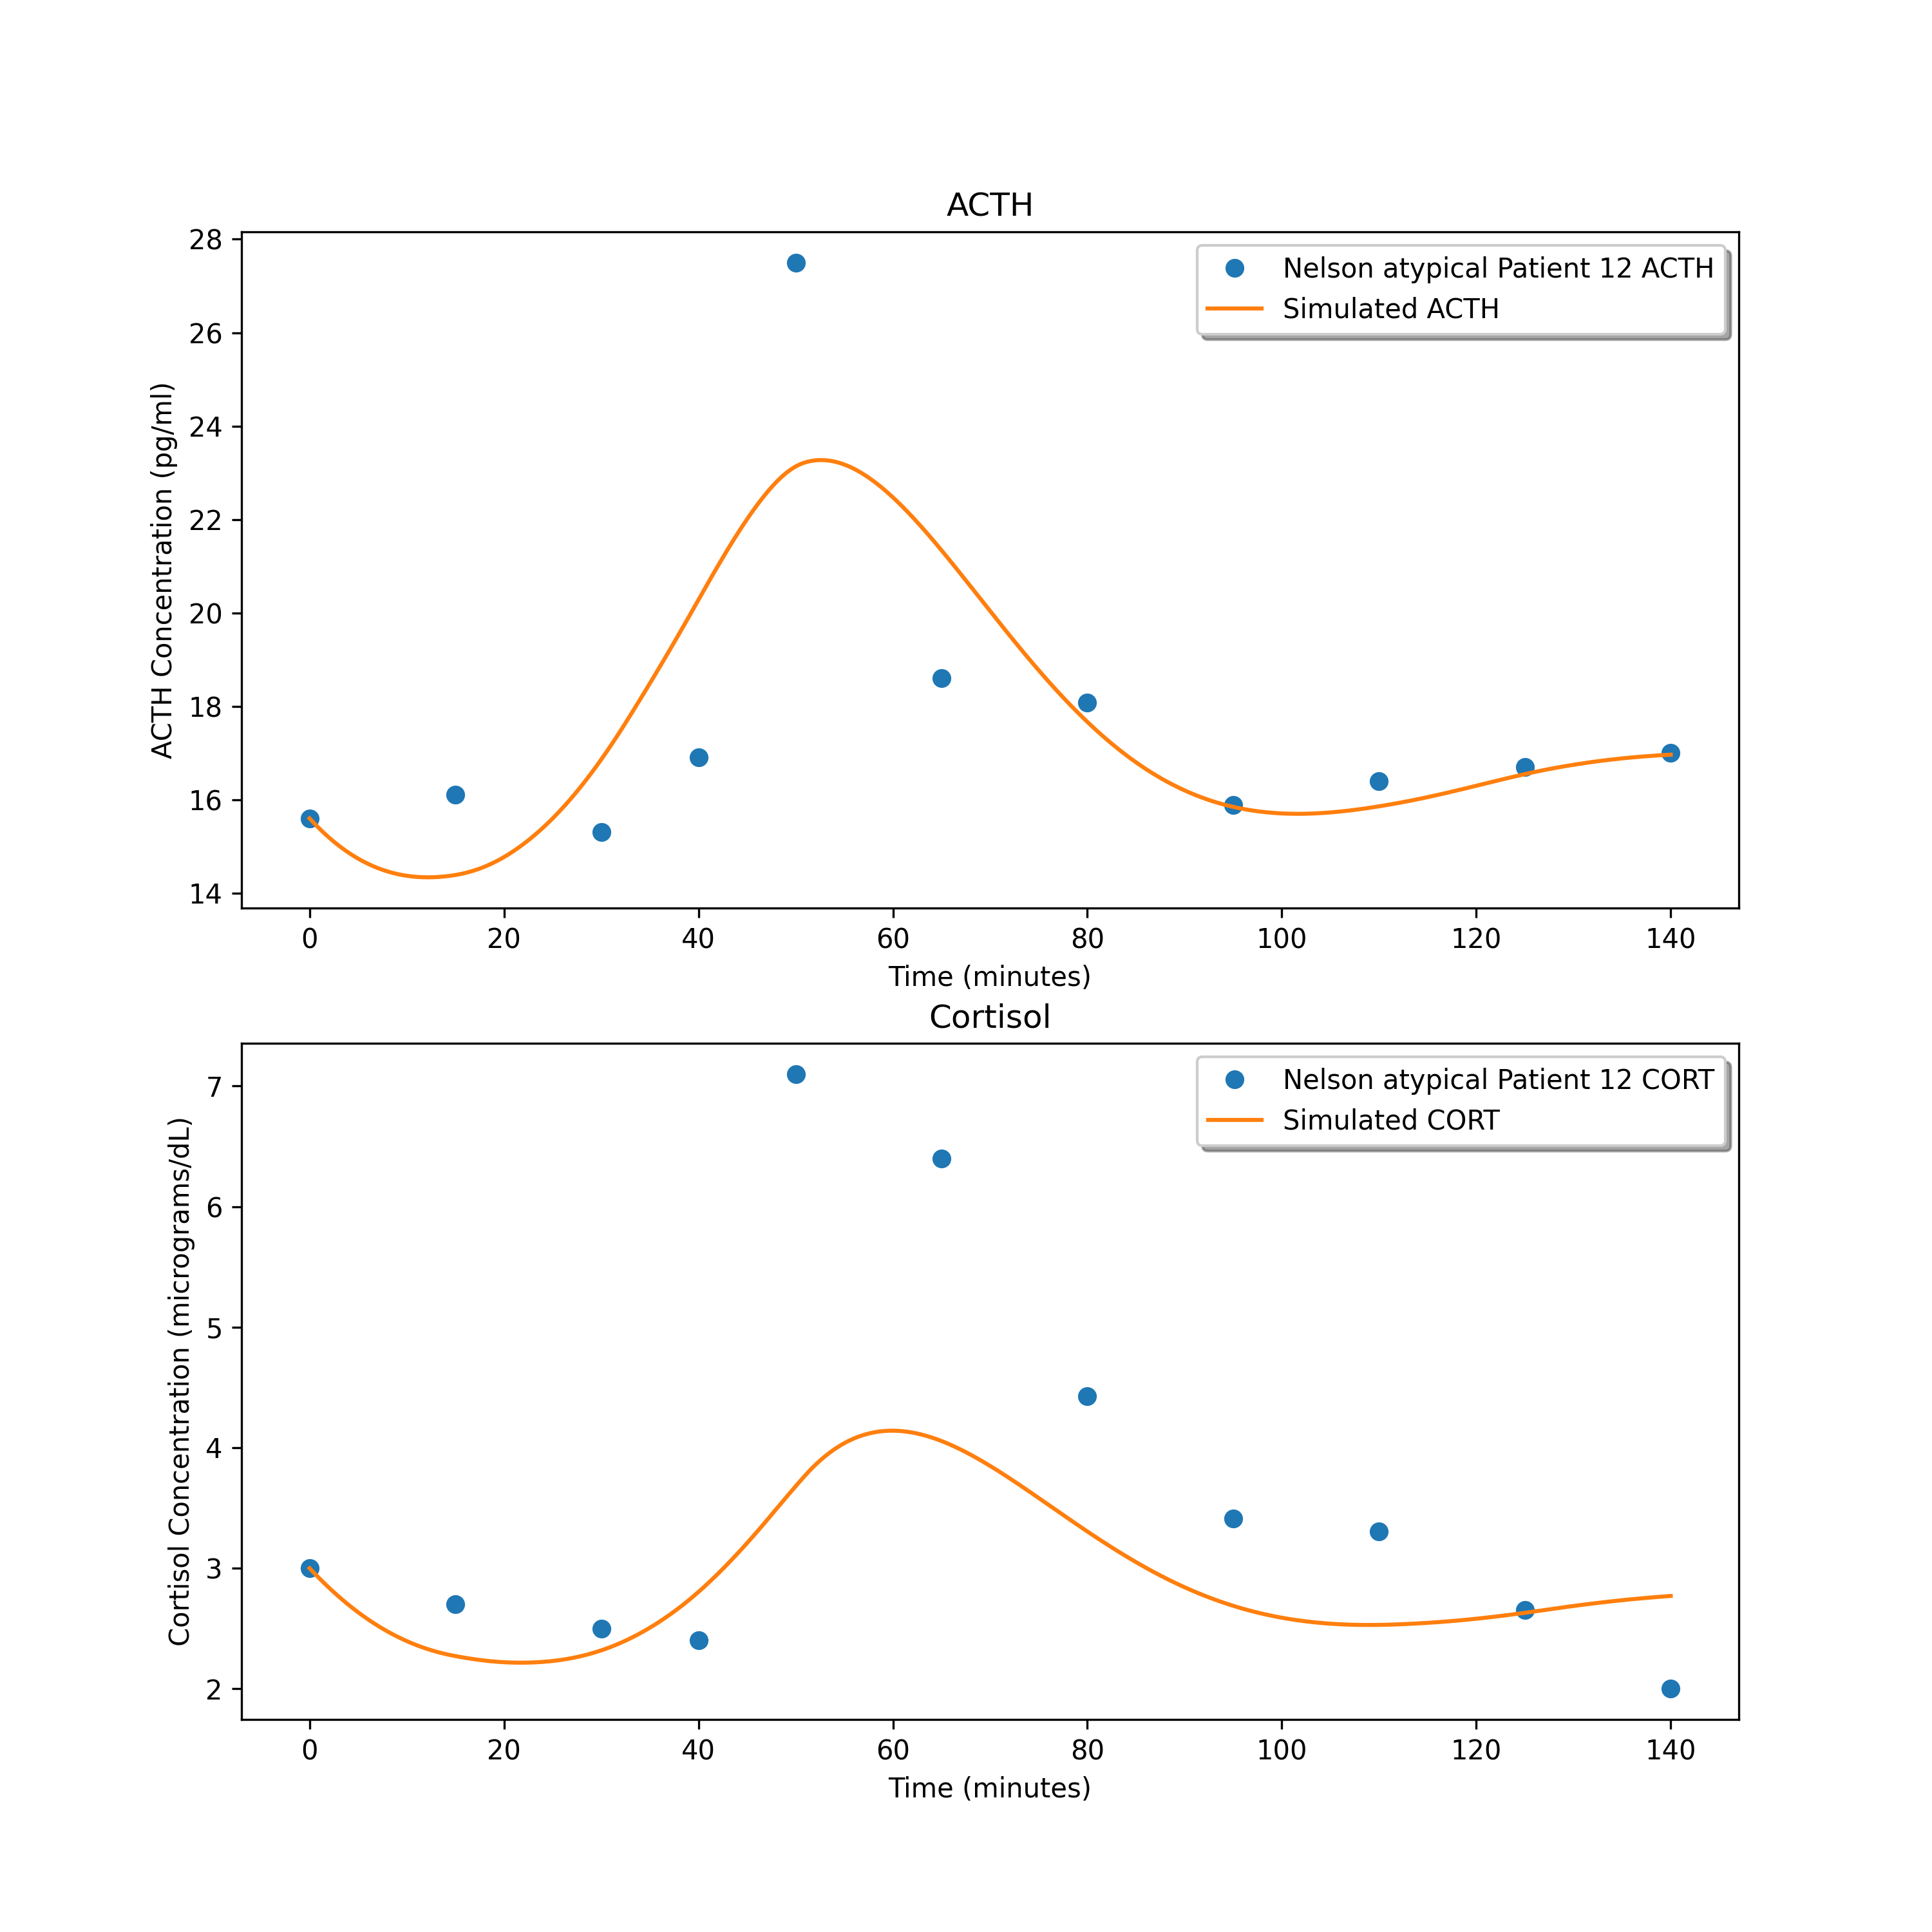 ACTH
28
26
24
22
20
18
16
14
ACTH Concentration (pg/ml)
Nelson atypical Patient 12 ACTH
Simulated ACTH
0 20 40 60 80 100 120 140
Time (minutes)
Cortisol
7
6
5
4
3
2
Cortisol Concentration (micrograms/dL)
Nelson atypical Patient 12 CORT
Simulated CORT
0 20 40 60 80 100 120 140
Time (minutes)